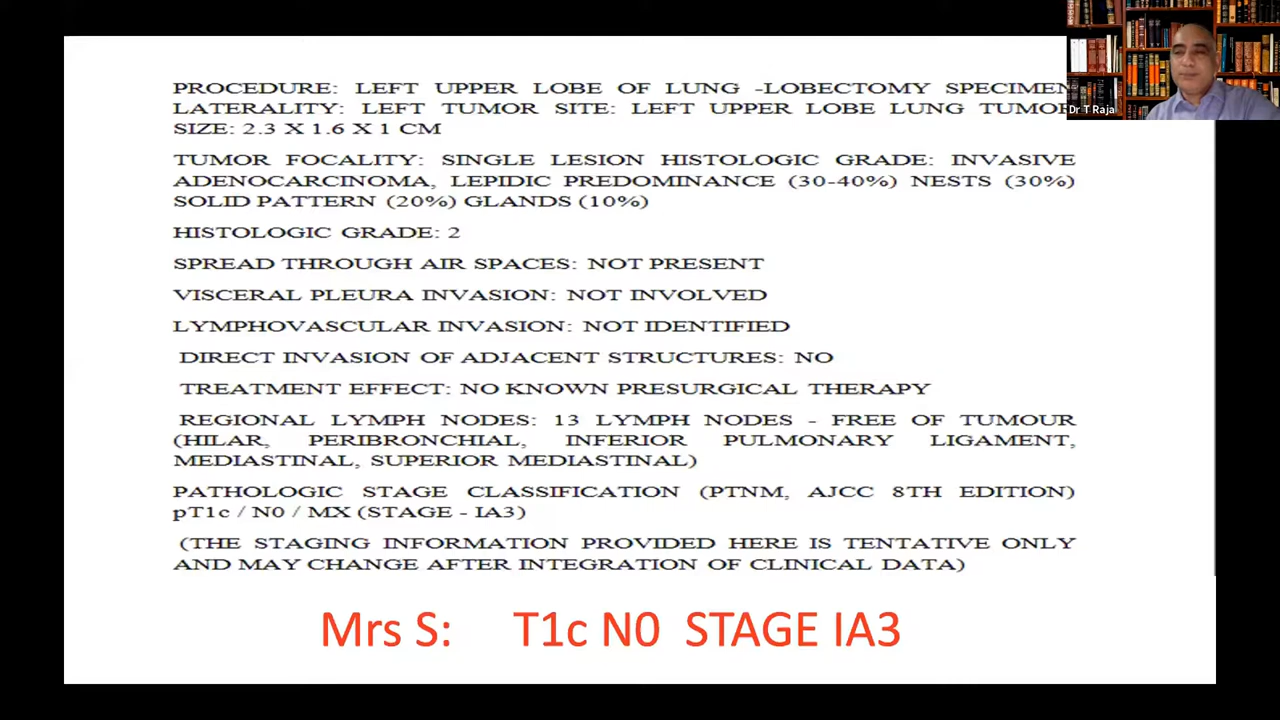 PROCEDURE: LEFT UPPER LOBE OF LUNG -LOBECTOMY SPECIMEN
LATERALITY: LEFT TUMOR SITE: LEFT UPPER LOBE LUNG TUMOR
SIZE: 2.3 X 1.6 X 1 CM
TUMOR FOCALITY: SINGLE LESION HISTOLOGIC GRADE: INVASIVE
ADENOCARCINOMA, LEPIDIC PREDOMINANCE (30-40%) NESTS (30%)
SOLID PATTERN (20%) GLANDS (10%)
HISTOLOGIC GRADE: 2
SPREAD THROUGH AIR SPACES: NOT PRESENT
VISCERAL PLEURA INVASION: NOT INVOLVED
LYMPHOVASCULAR INVASION: NOT IDENTIFIED
DIRECT INVASION OF ADJACENT STRUCTURES: NO
TREATMENT EFFECT: NO KNOWN PRESURGICAL THERAPY
REGIONAL LYMPH NODES: 13 LYMPH NODES - FREE OF TUMOUR
(HILAR, PERIBRONCHIAL, INFERIOR PULMONARY LIGAMENT,
MEDIASTINAL, SUPERIOR MEDIASTINAL)
PATHOLOGIC STAGE CLASSIFICATION (PTNM, AJCC 8TH EDITION)
pT1c / N0 / MX (STAGE - IA3)
(THE STAGING INFORMATION PROVIDED HERE IS TENTATIVE ONLY
AND MAY CHANGE AFTER INTEGRATION OF CLINICAL DATA)
Mrs S: T1c N0 STAGE IA3
Dr T Raja